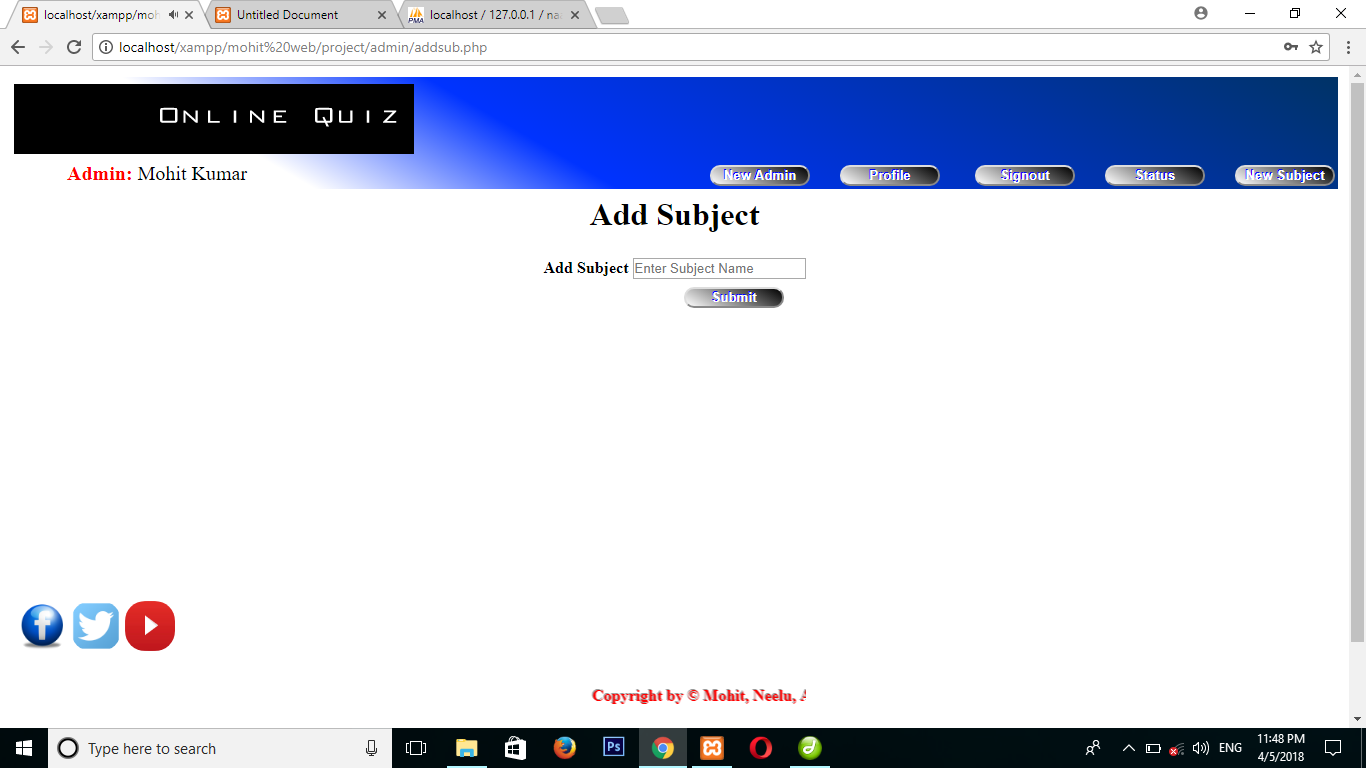 localhost/xampp/moh
Untitled Document
localhost / 127.0.0.1 / na
localhost/xampp/mohit%20web/project/admin/addsub.php
Online Quiz
Admin: Mohit Kumar
New Admin Profile Signout Status New Subject
Add Subject
Add Subject Enter Subject Name
Submit
f
Copyright by © Mohit, Neelu, A
Type here to search
Ps
ENG
11:48 PM
4/5/2018